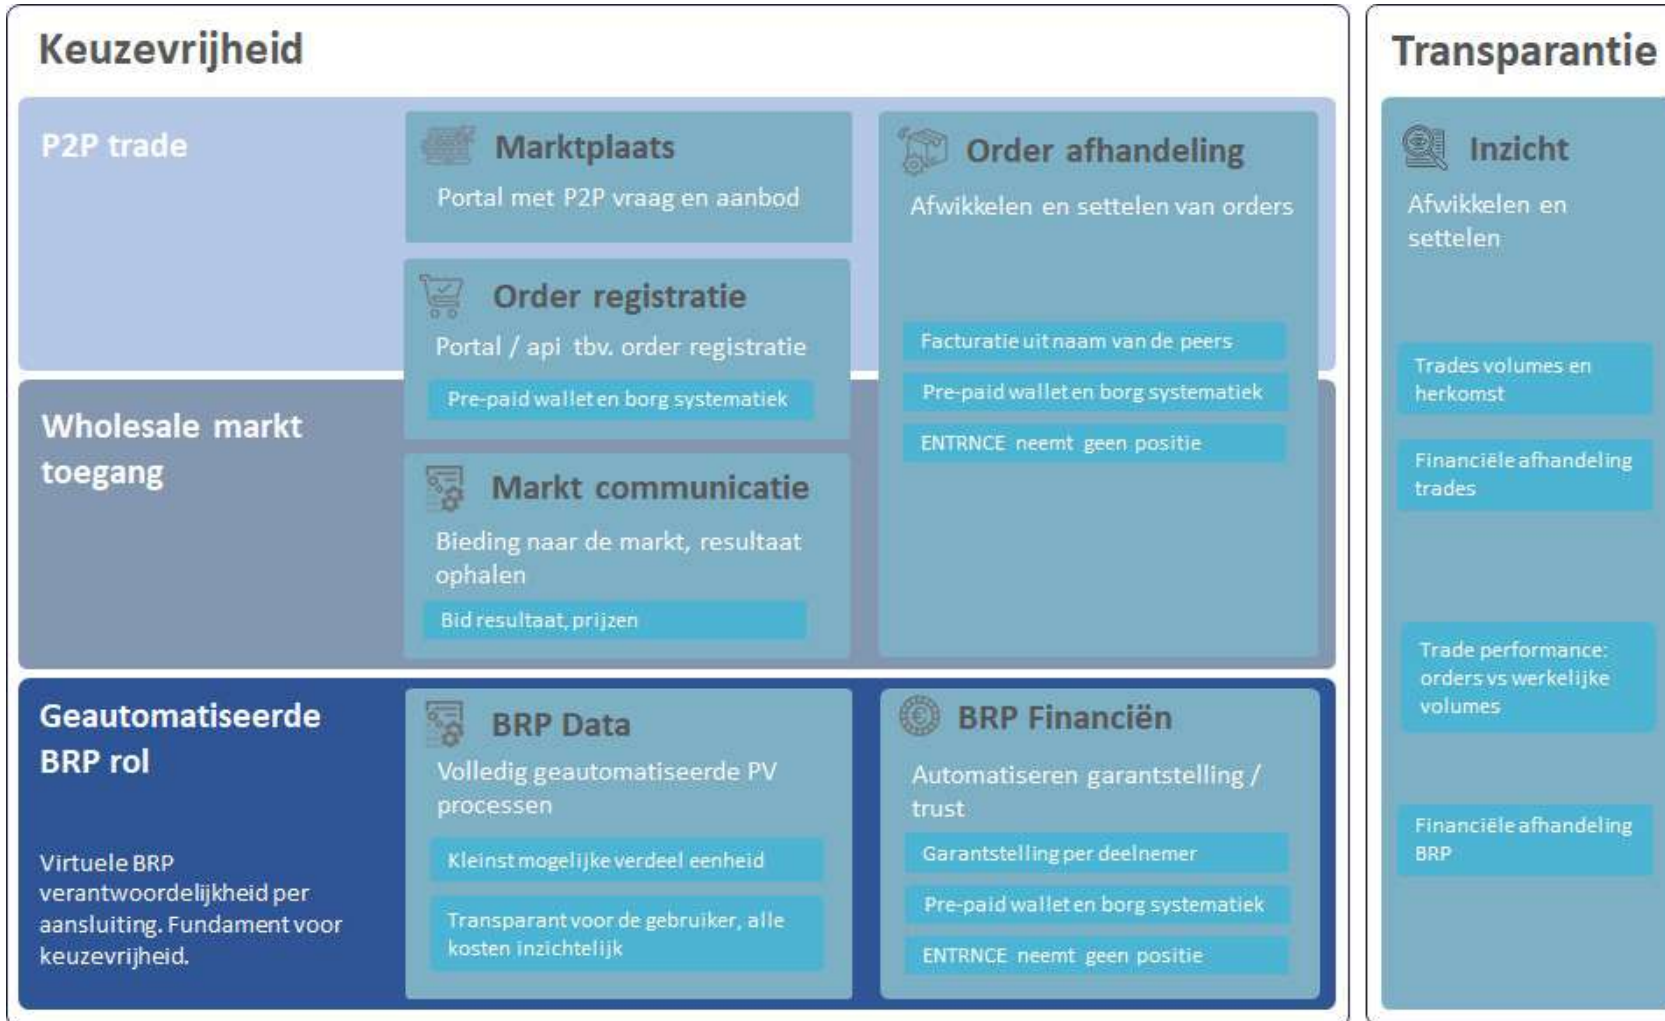 Keuzevrijheid
P2P trade
Marktplaats
Portal met P2P vraag en aanbod
Order registratie
Portal / api tbv. order registratie
Pre-paid wallet en borg systematiek
Order afhandeling
Afwikkelen en settelen van orders
Facturatie uit naam van de peers
Pre-paid wallet en borg systematiek
ENTRNCE neemt geen positie
Wholesale markt
toegang
Markt communicatie
Bieding naar de markt, resultaat
ophalen
Bid resultaat, prijzen
Geautomatiseerde
BRP rol
Virtuele BRP
verantwoordelijkheid per
aansluiting. Fundament voor
keuzevrijheid.
BRP Data
Volledig geautomatiseerde PV
processen
Kleinst mogelijke verdeel eenheid
Transparant voor de gebruiker, alle
kosten inzichtelijk
BRP Financiën
Automatiseren garantstelling /
trust
Garantstelling per deelnemer
Pre-paid wallet en borg systematiek
ENTRNCE neemt geen positie
Transparantie
Inzicht
Afwikkelen en
settelen
Trades volumes en
herkomst
Financiële afhandeling
trades
Trade performance:
orders vs werkelijke
volumes
Financiële afhandeling
BRP